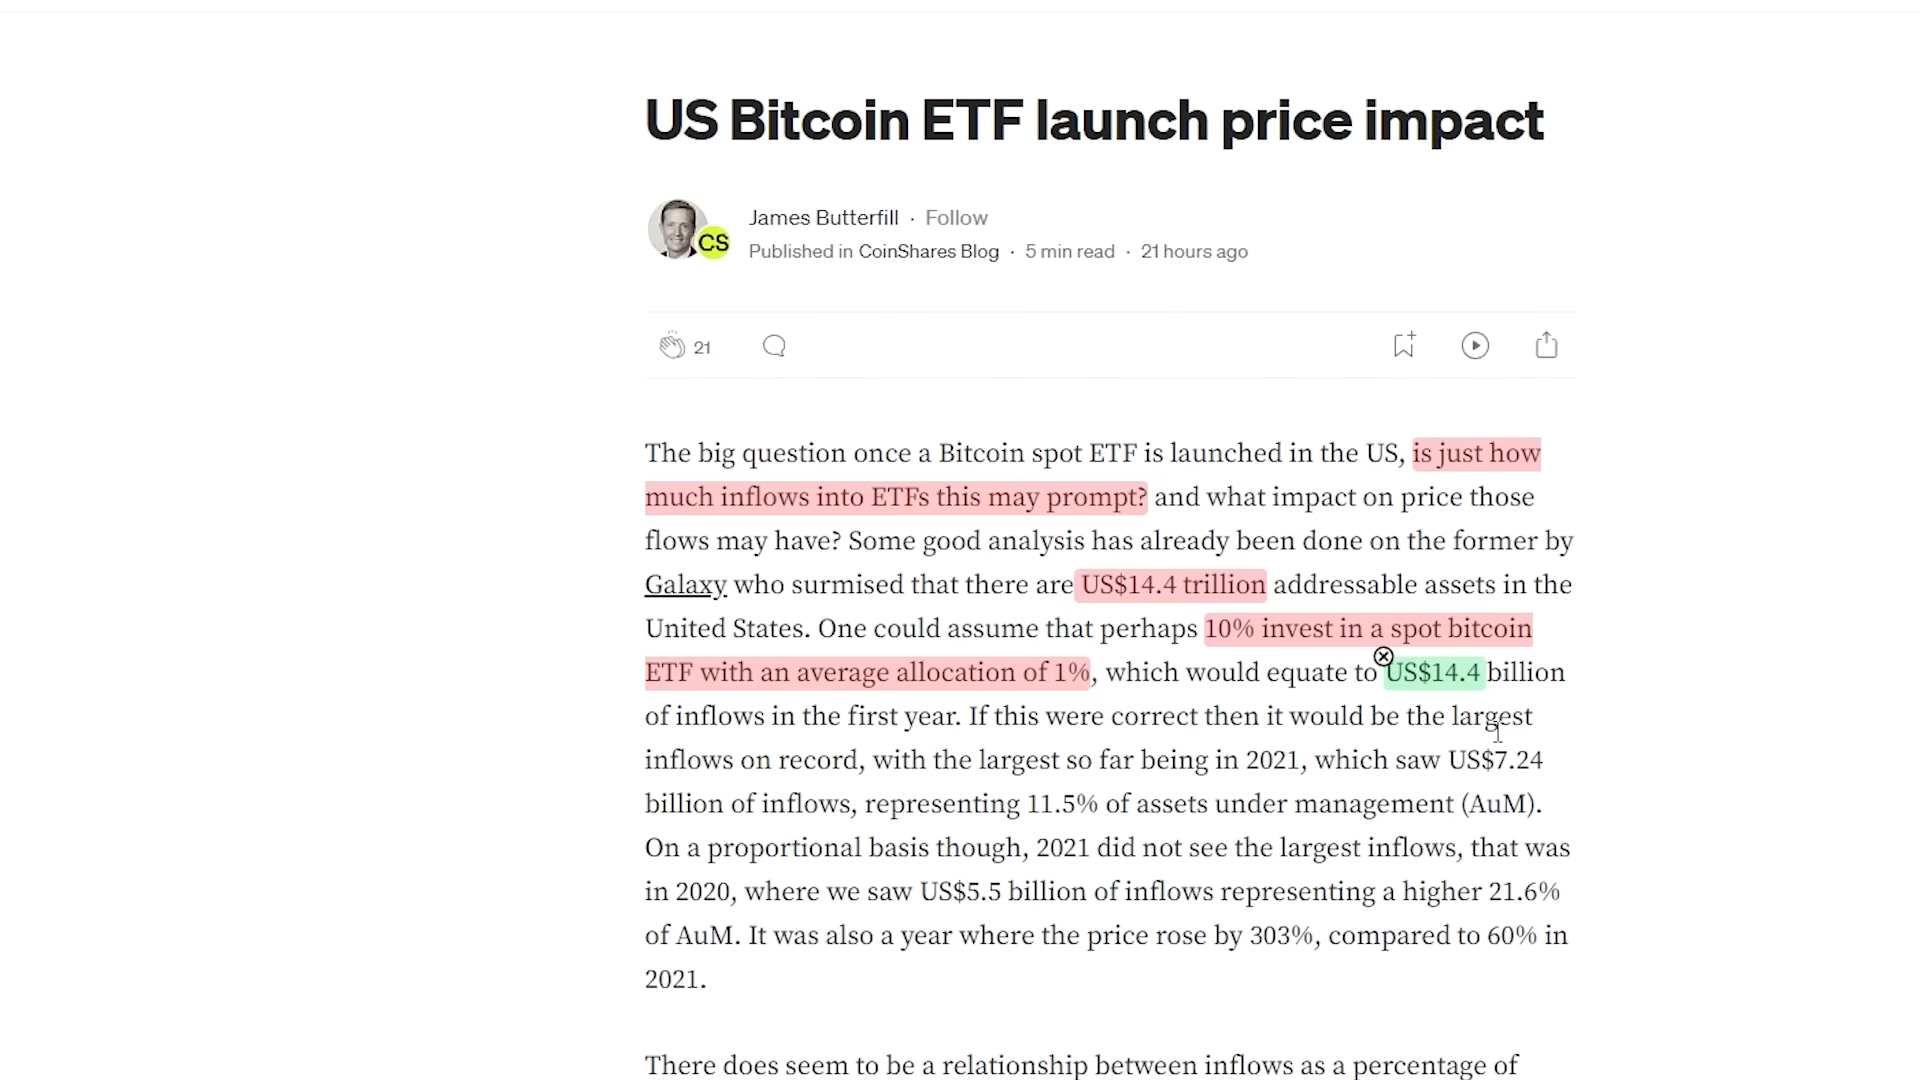 US Bitcoin ETF launch price impact
James Butterfill · Follow
CS
Published in CoinShares Blog · 5 min read · 21 hours ago
21
The big question once a Bitcoin spot ETF is launched in the US, is just how
much inflows into ETFs this may prompt? and what impact on price those
flows may have? Some good analysis has already been done on the former by
Galaxy who surmised that there are US$14.4 trillion addressable assets in the
United States. One could assume that perhaps 10% invest in a spot bitcoin
ETF with an average allocation of 1%, which would equate to US$14.4 billion
of inflows in the first year. If this were correct then it would be the largest
inflows on record, with the largest so far being in 2021, which saw US$7.24
billion of inflows, representing 11.5% of assets under management (AuM).
On a proportional basis though, 2021 did not see the largest inflows, that was
in 2020, where we saw US$5.5 billion of inflows representing a higher 21.6%
of AuM. It was also a year where the price rose by 303%, compared to 60% in
2021.
There does seem to be a relationship between inflows as a percentage of